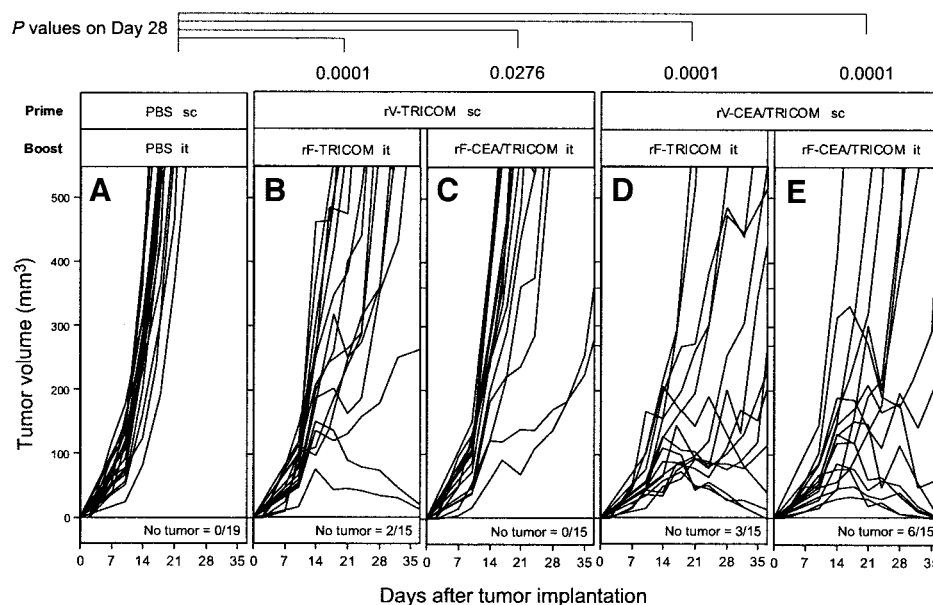 P values on Day 28
0.0001 0.0276 0.0001 0.0001
Prime PBS sc rV-TRICOM sc rV-CEA/TRICOM sc
Boost PBS it rF-TRICOM it rF-CEA/TRICOM it rF-TRICOM it rF-CEA/TRICOM it
A B C D E
Tumor volume (mm³)
500
400
300
200
100
0
No tumor = 0/19 No tumor = 2/15 No tumor = 0/15 No tumor = 3/15 No tumor = 6/15
0 7 14 21 28 35 0 7 14 21 28 35 0 7 14 21 28 35 0 7 14 21 28 35 0 7 14 21 28 35
Days after tumor implantation